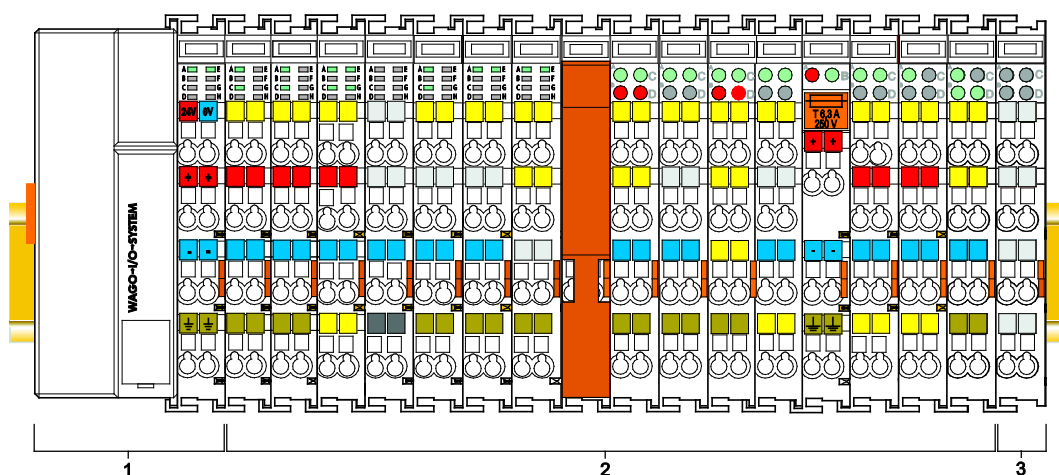 A E A E A E A E A E A E A E A E
B F B F B F B F B F B F B F B F
C G C G C G C G C G C G C G C G
D H D H D H D H D H D H D H D H
C C C C B C C C C
D D D D D D D D
24V 0V
T 6,3 A
250 V
+ + + +
- - - -
WAGO-I/O-SYSTEM
1 2 3